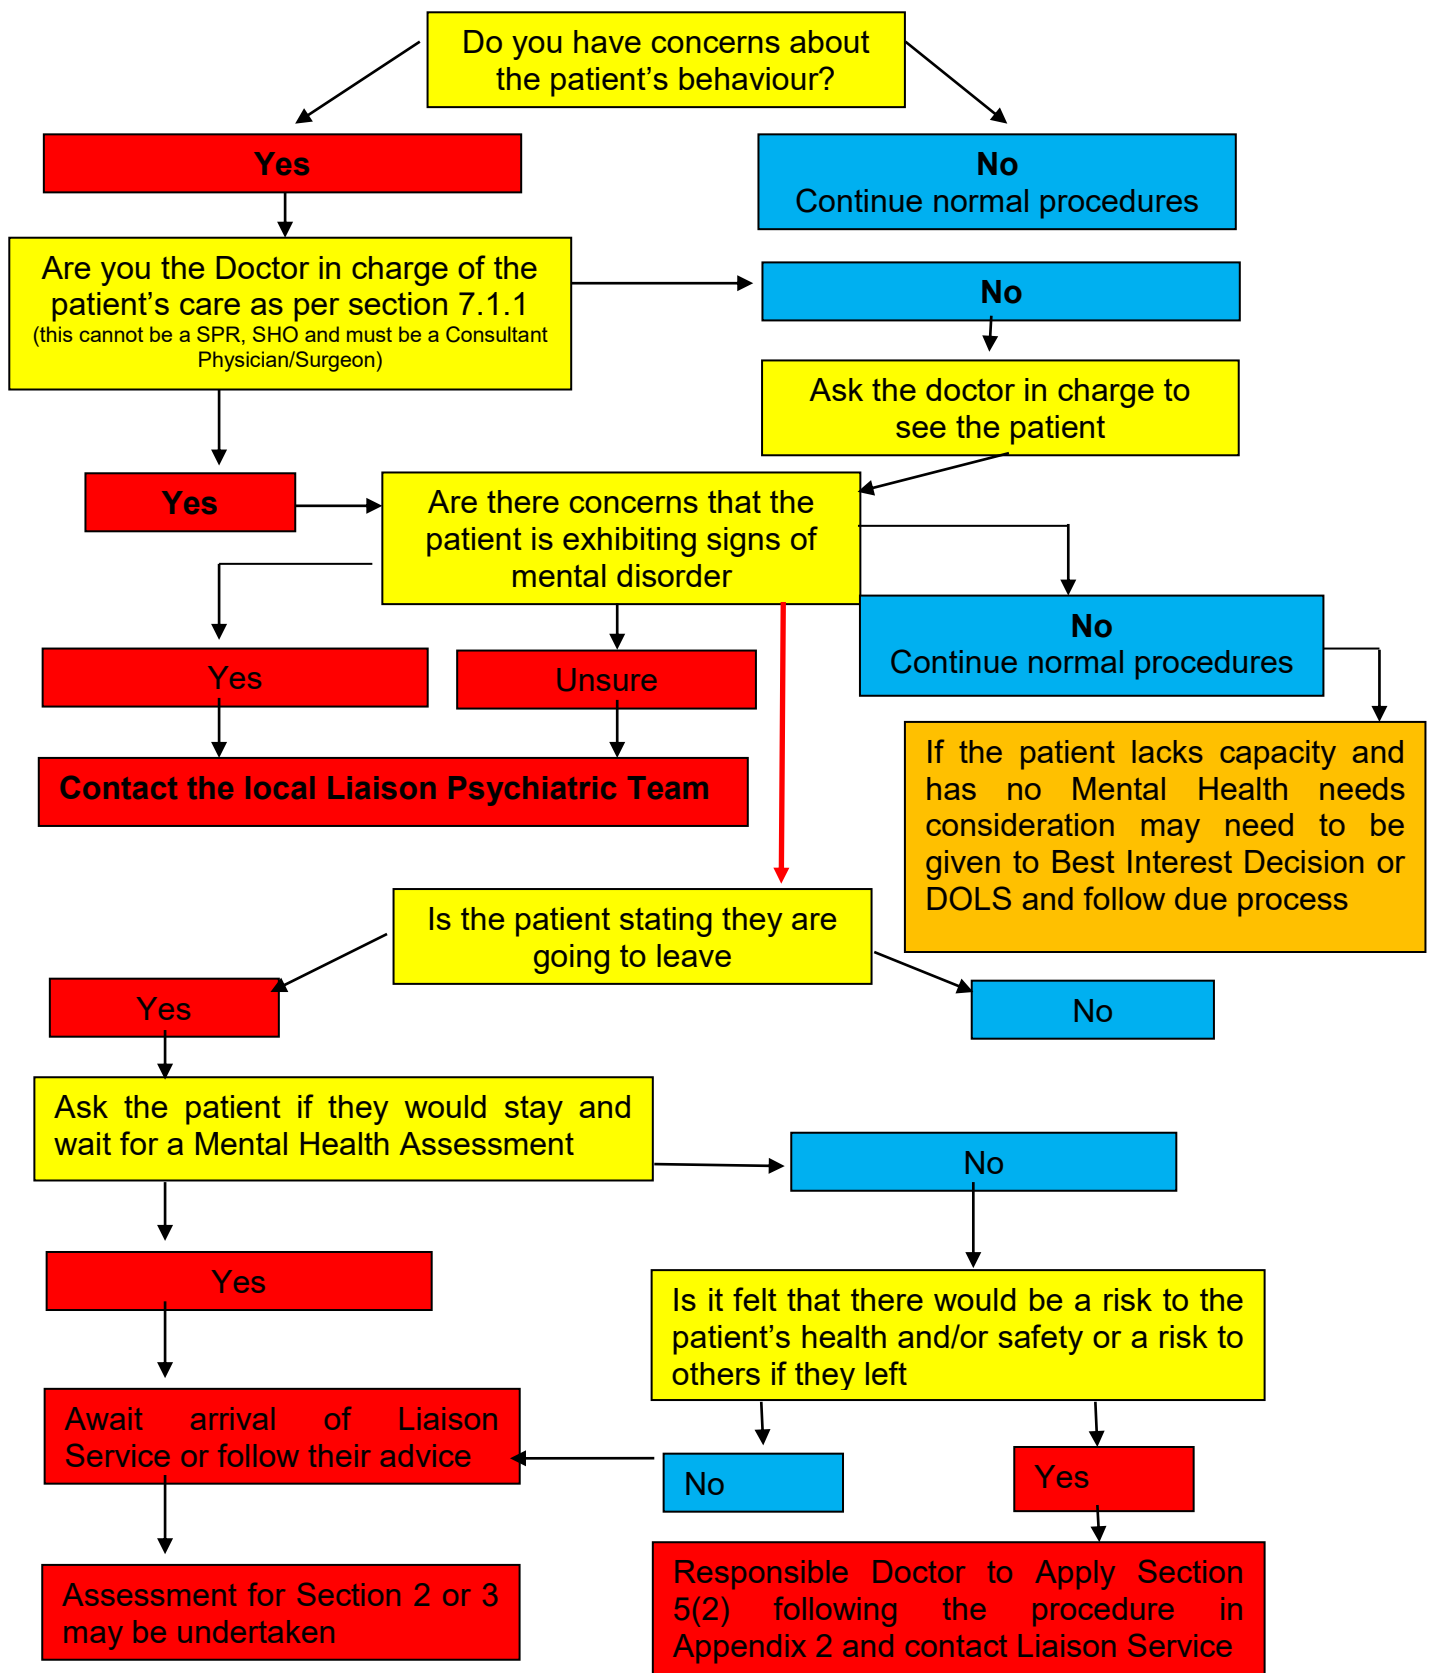 Do you have concerns about
the patient’s behaviour?
Yes
No
Continue normal procedures
Are you the Doctor in charge of the
patient’s care as per section 7.1.1
(this cannot be a SPR, SHO and must be a Consultant
Physician/Surgeon)
No
Ask the doctor in charge to
see the patient
Yes
Are there concerns that the
patient is exhibiting signs of
mental disorder
No
Continue normal procedures
Yes
Unsure
Contact the local Liaison Psychiatric Team
If the patient lacks capacity and
has no Mental Health needs
consideration may need to be
given to Best Interest Decision or
DOLS and follow due process
Is the patient stating they are
going to leave
Yes
No
Ask the patient if they would stay and
wait for a Mental Health Assessment
No
Yes
Is it felt that there would be a risk to the
patient’s health and/or safety or a risk to
others if they left
Await arrival of Liaison
Service or follow their advice
No
Yes
Assessment for Section 2 or 3
may be undertaken
Responsible Doctor to Apply Section
5(2) following the procedure in
Appendix 2 and contact Liaison Service